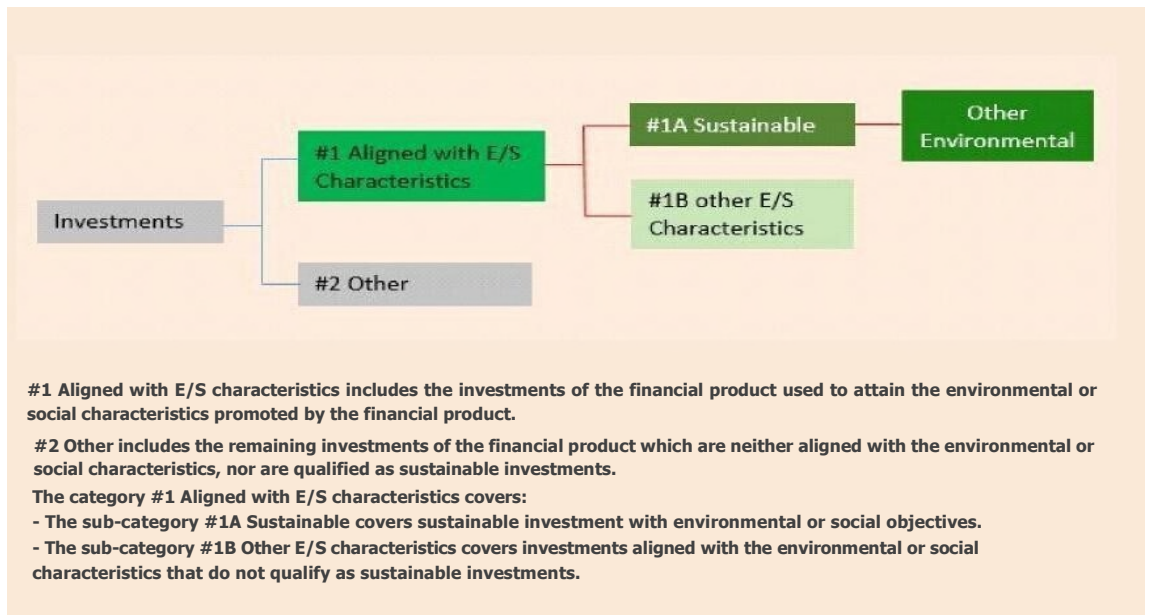 Other
Environmental
#1A Sustainable
#1 Aligned with E/S
Characteristics
#1B other E/S
Characteristics
Investments
#2 Other
#1 Aligned with E/S characteristics includes the investments of the financial product used to attain the environmental or
social characteristics promoted by the financial product.
#2 Other includes the remaining investments of the financial product which are neither aligned with the environmental or
social characteristics, nor are qualified as sustainable investments.
The category #1 Aligned with E/S characteristics covers:
- The sub-category #1A Sustainable covers sustainable investment with environmental or social objectives.
- The sub-category #1B Other E/S characteristics covers investments aligned with the environmental or social
characteristics that do not qualify as sustainable investments.